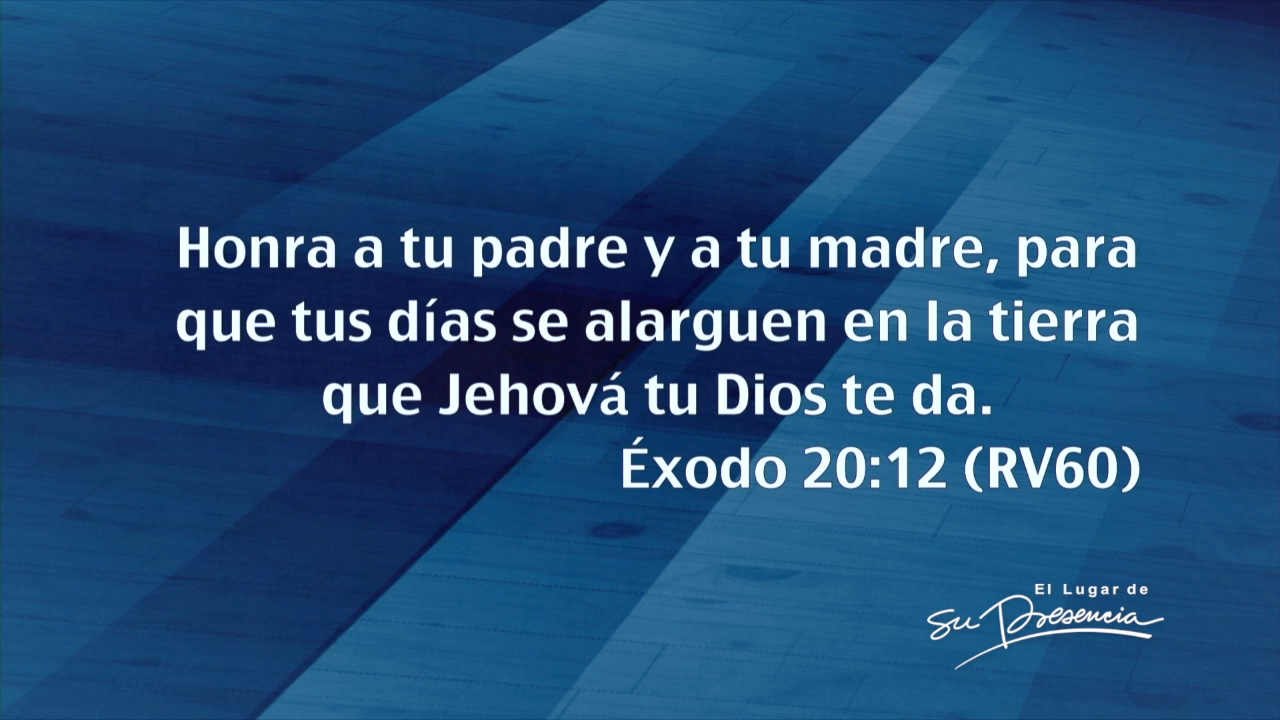 Honra a tu padre y a tu madre, para
que tus días se alarguen en la tierra
que Jehová tu Dios te da.
Éxodo 20:12 (RV60)
El Lugar de
Su Presencia